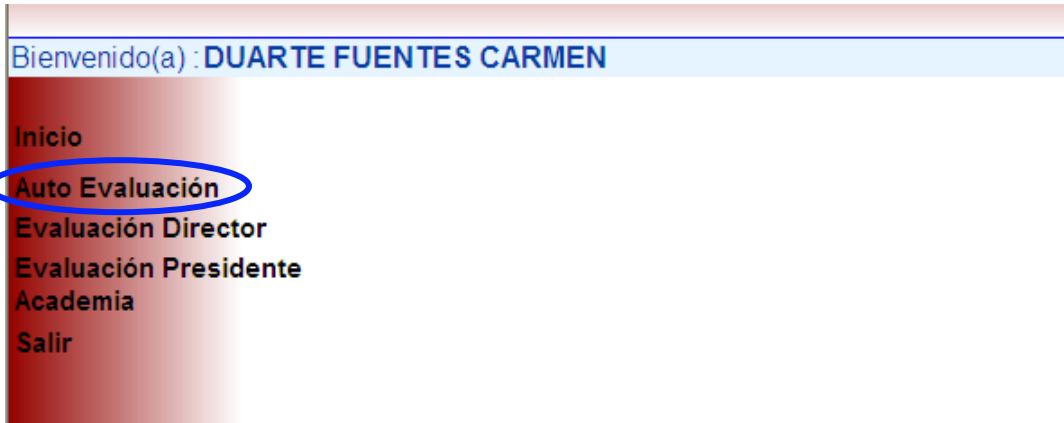 Bienvenido(a) : DUARTE FUENTES CARMEN
Inicio
Auto Evaluación
Evaluación Director
Evaluación Presidente
Academia
Salir